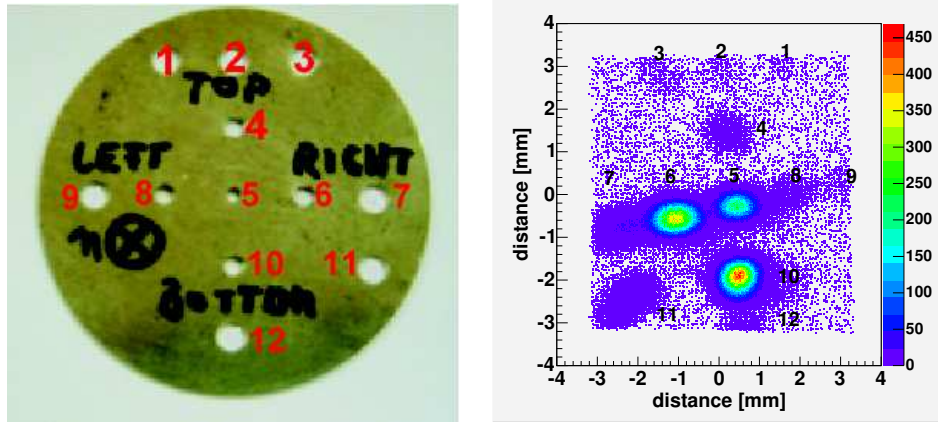 1 2 3
TOP
4
LEFT RIGHT
9 8 5 6 7
n
10 11
BOTTOM
12
4
3
2
1
0
-1
-2
-3
-4
distance [mm]
3 2 1
4
7 6 5 8 9
10
11 12
-4 -3 -2 -1 0 1 2 3 4
distance [mm]
450
400
350
300
250
200
150
100
50
0